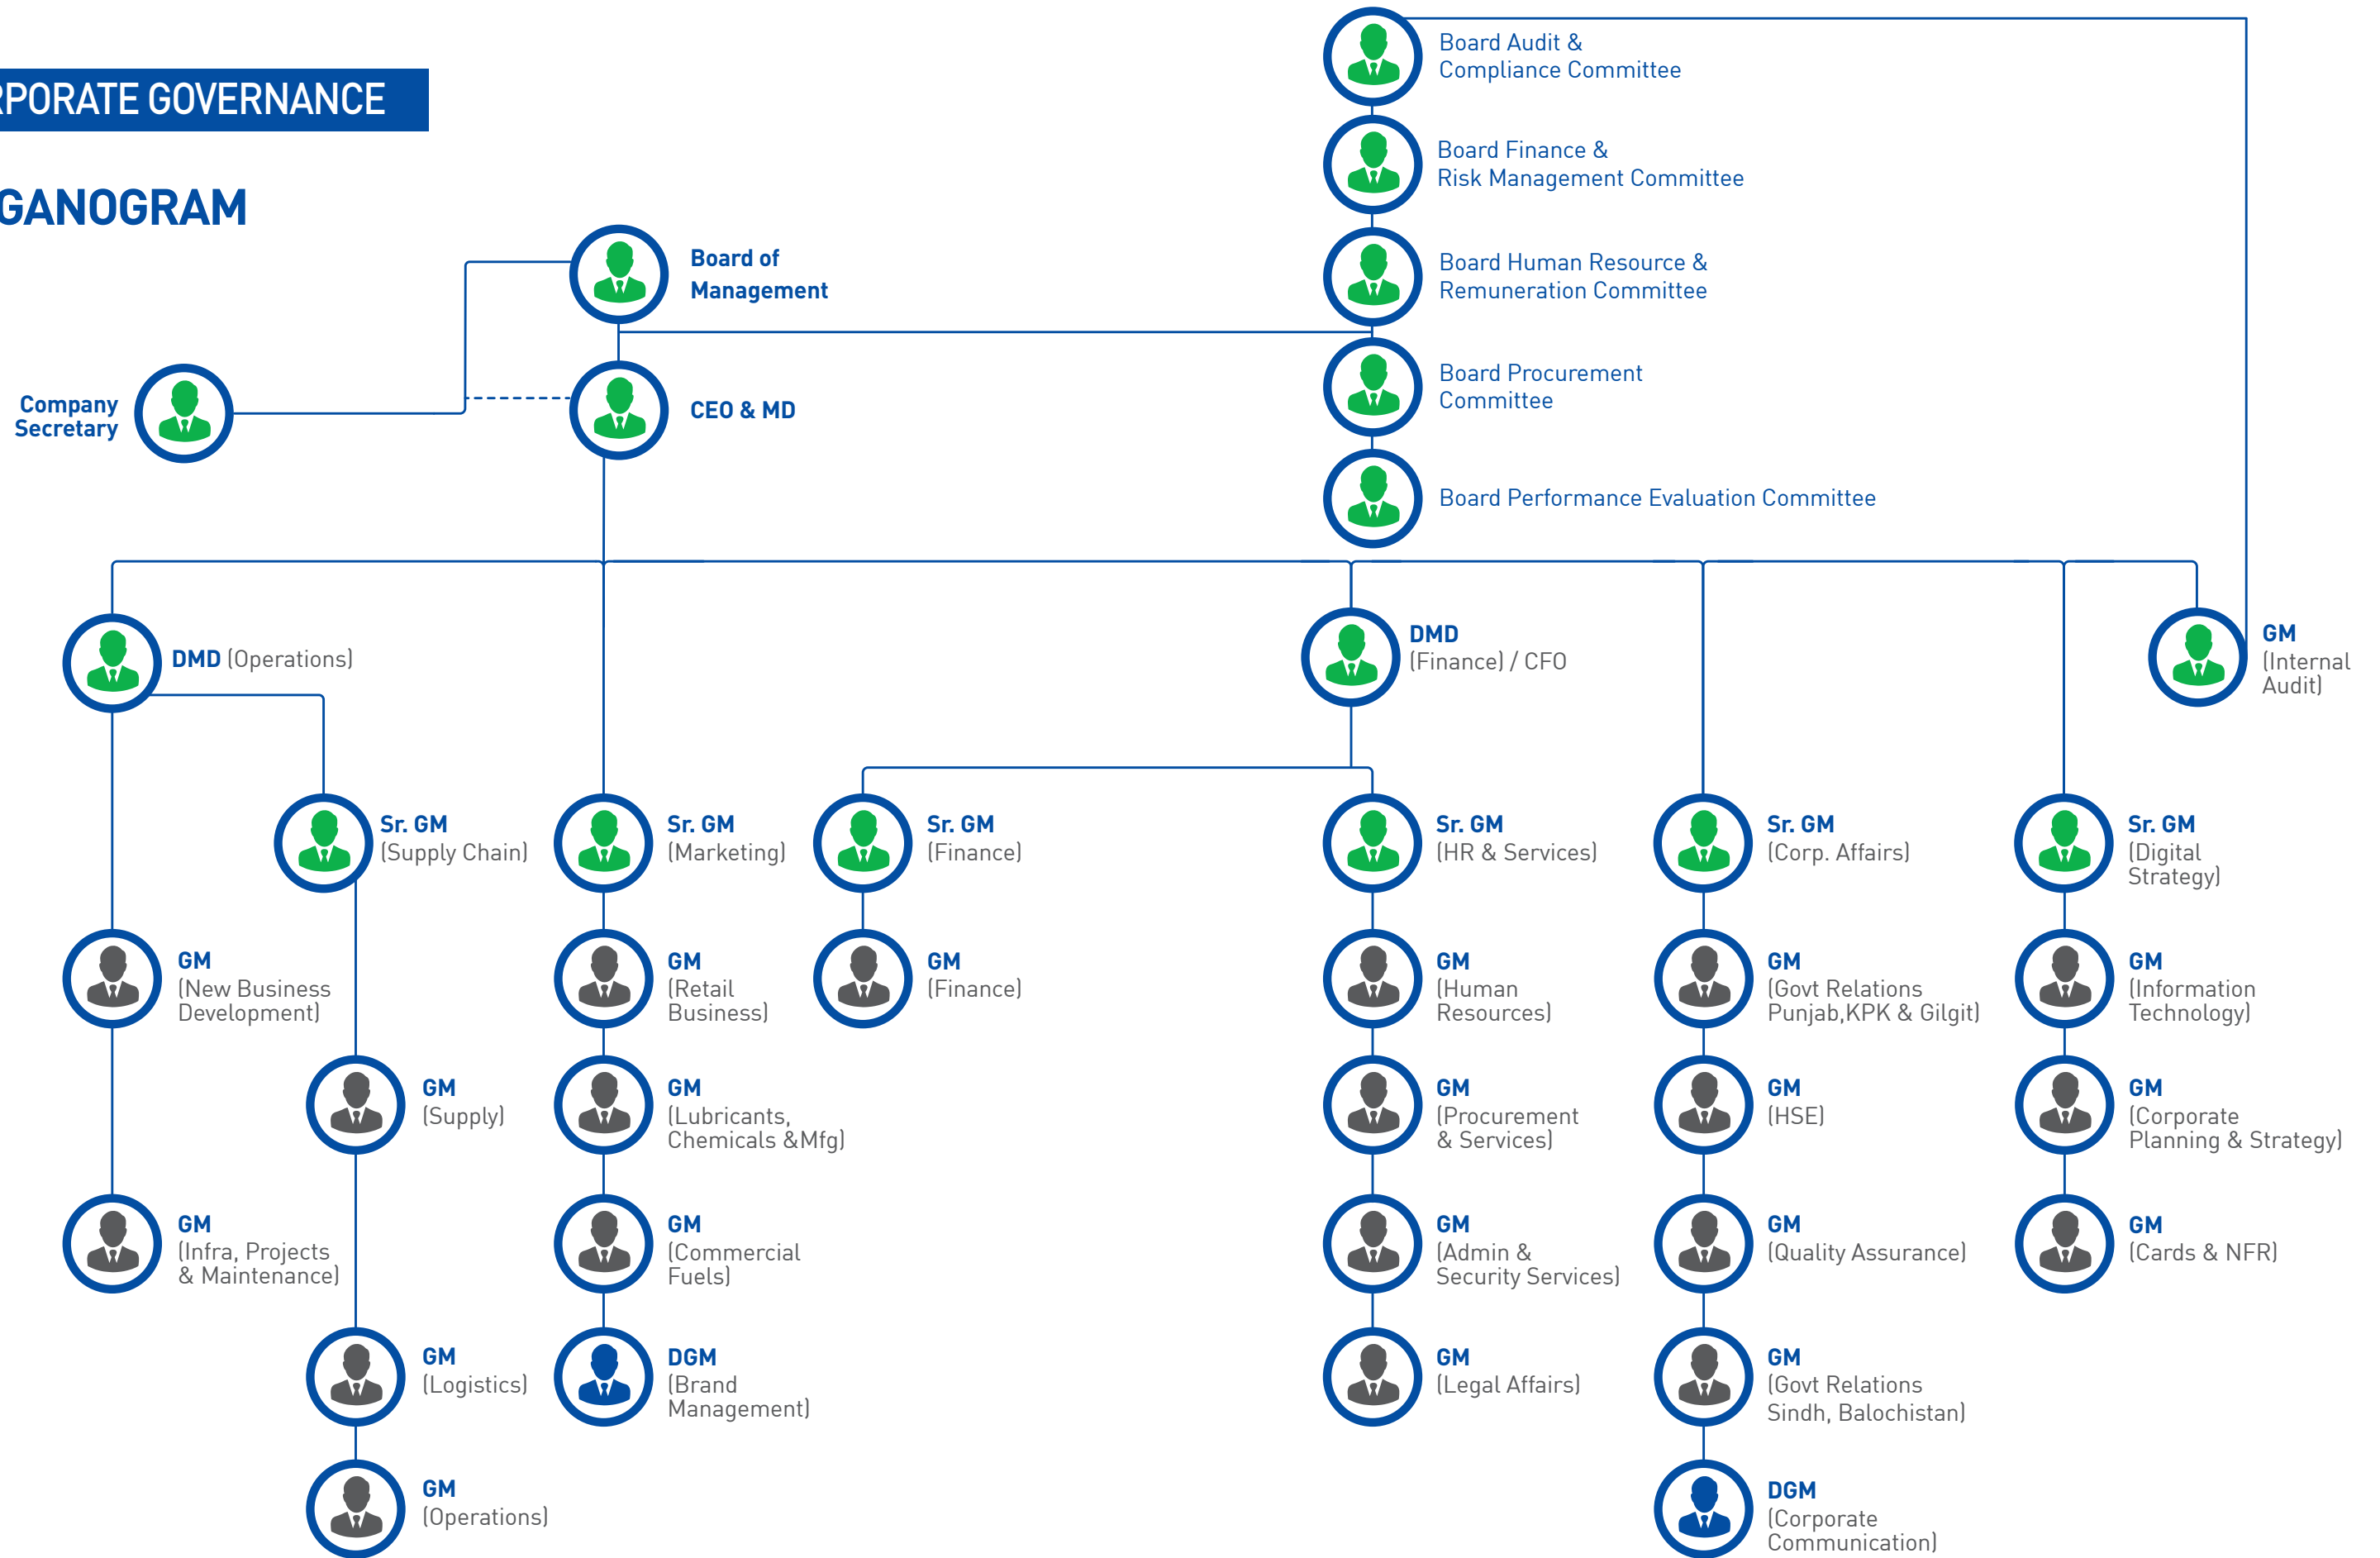 RPORATE GOVERNANCE
GANOGRAM
Board Audit &
Compliance Committee
Board Finance &
Risk Management Committee
Board Human Resource &
Remuneration Committee
Board Procurement
Committee
Board Performance Evaluation Committee
Board of
Management
CEO & MD
Company
Secretary
DMD (Operations)
DMD
(Finance) / CFO
GM
(Internal
Audit)
Sr. GM
(Supply Chain)
Sr. GM
(Marketing)
Sr. GM
(Finance)
Sr. GM
(HR & Services)
Sr. GM
(Corp. Affairs)
Sr. GM
(Digital
Strategy)
GM
(New Business
Development)
GM
(Retail
Business)
GM
(Finance)
GM
(Human
Resources)
GM
(Govt Relations
Punjab,KPK & Gilgit)
GM
(Information
Technology)
GM
(Supply)
GM
(Lubricants,
Chemicals &Mfg)
GM
(Procurement
& Services)
GM
(HSE)
GM
(Corporate
Planning & Strategy)
GM
(Infra, Projects
& Maintenance)
GM
(Commercial
Fuels)
GM
(Admin &
Security Services)
GM
(Quality Assurance)
GM
(Cards & NFR)
GM
(Logistics)
DGM
(Brand
Management)
GM
(Legal Affairs)
GM
(Govt Relations
Sindh, Balochistan)
GM
(Operations)
DGM
(Corporate
Communication)